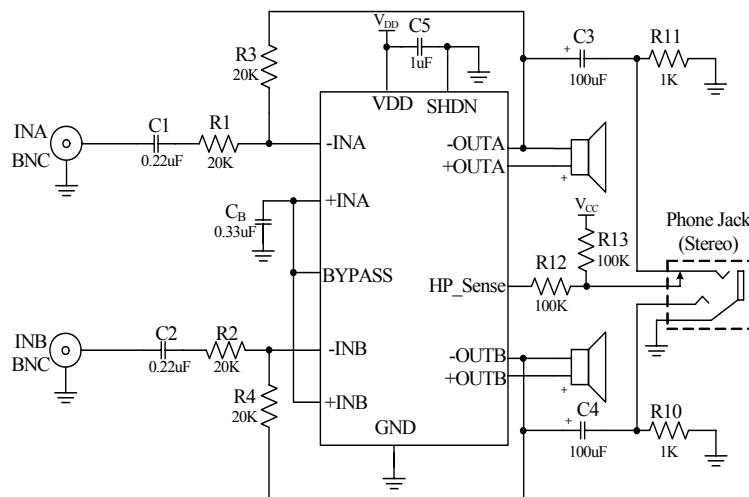 V_DD
C5
1uF
R3
20K
C3
+
100uF
R11
1K
VDD
SHDN
INA
BNC
C1
0.22uF
R1
20K
-INA
-OUTA
+OUTA
+
+INA
C_B
0.33uF
V_CC
R13
100K
Phone Jack
(Stereo)
BYPASS
HP_Sense
R12
100K
INB
BNC
C2
0.22uF
R2
20K
-INB
-OUTB
+OUTB
+
R4
20K
+INB
GND
C4
+
100uF
R10
1K